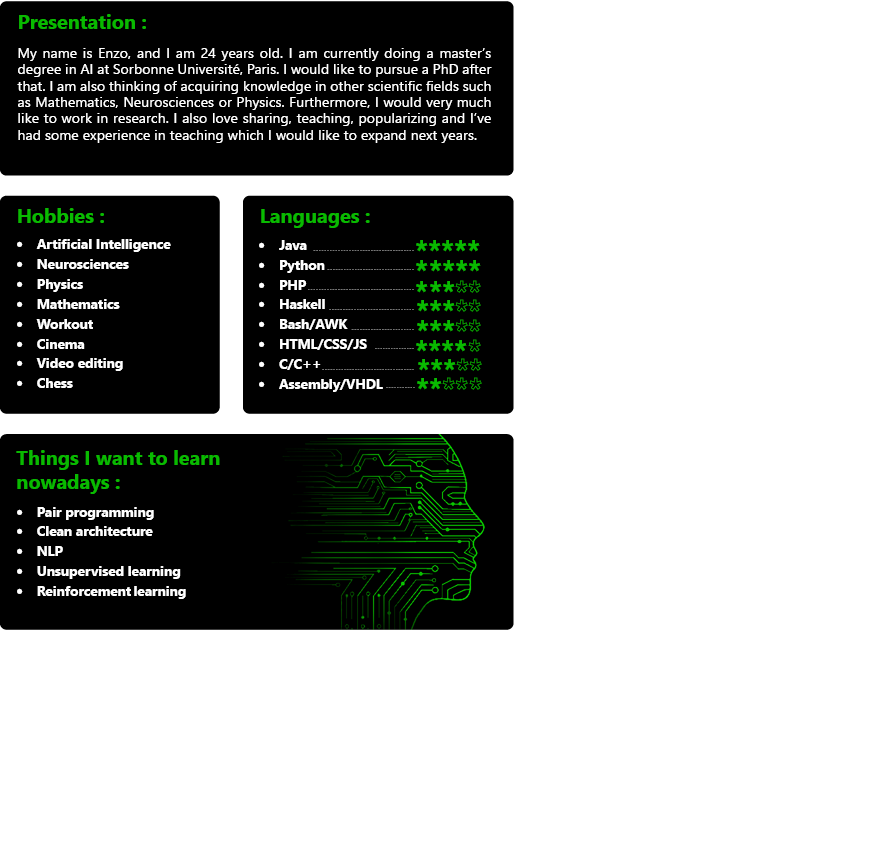 Presentation :
My name is Enzo, and I am 24 years old. I am currently doing a master's
degree in AI at Sorbonne Université, Paris. I would like to pursue a PhD after
that. I am also thinking of acquiring knowledge in other scientific fields such
as Mathematics, Neurosciences or Physics. Furthermore, I would very much
like to work in research. I also love sharing, teaching, popularizing and I've
had some experience in teaching which I would like to expand next years.
Hobbies :
• Artificial Intelligence
• Neurosciences
• Physics
• Mathematics
• Workout
• Cinema
• Video editing
• Chess
Languages :
• Java
• Python
• PHP
• Haskell
• Bash/AWK
• HTML/CSS/JS
• C/C++
• Assembly/VHDL
Things I want to learn
nowadays :
• Pair programming
• Clean architecture
• NLP
• Unsupervised learning
• Reinforcement learning